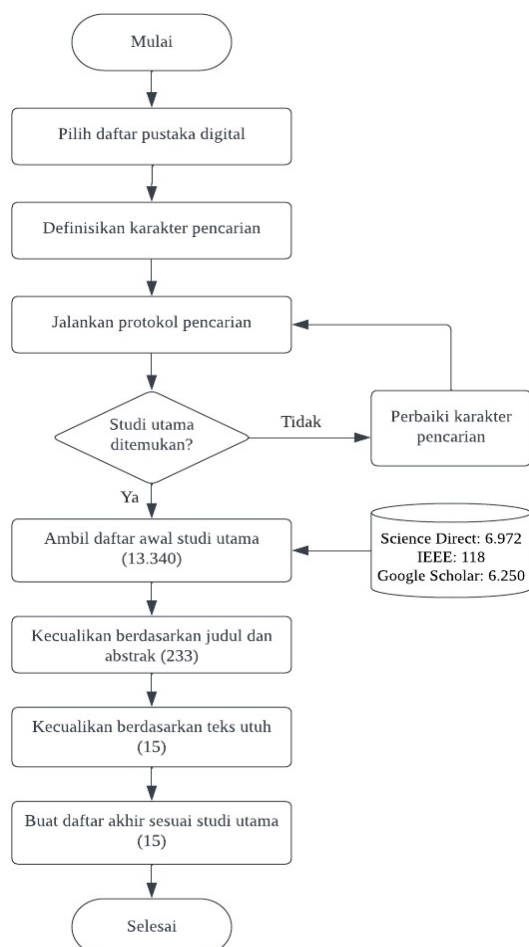 Mulai
Pilih daftar pustaka digital
Definisikan karakter pencarian
Jalankan protokol pencarian
Studi utama
ditemukan?
Tidak
Perbaiki karakter
pencarian
Ya
Ambil daftar awal studi utama
(13.340)
Science Direct: 6.972
IEEE: 118
Google Scholar: 6.250
Kecualikan berdasarkan judul dan
abstrak (233)
Kecualikan berdasarkan teks utuh
(15)
Buat daftar akhir sesuai studi utama
(15)
Selesai